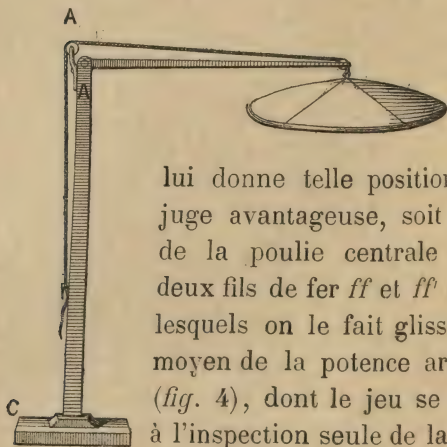 A
A
lui donne telle position
juge avantageuse, soit
de la poulie centrale
deux fils de fer ff et ff'
lesquels on le fait gliss
moyen de la potence ar
(fig. 4), dont le jeu se
C
à l'inspection seule de la